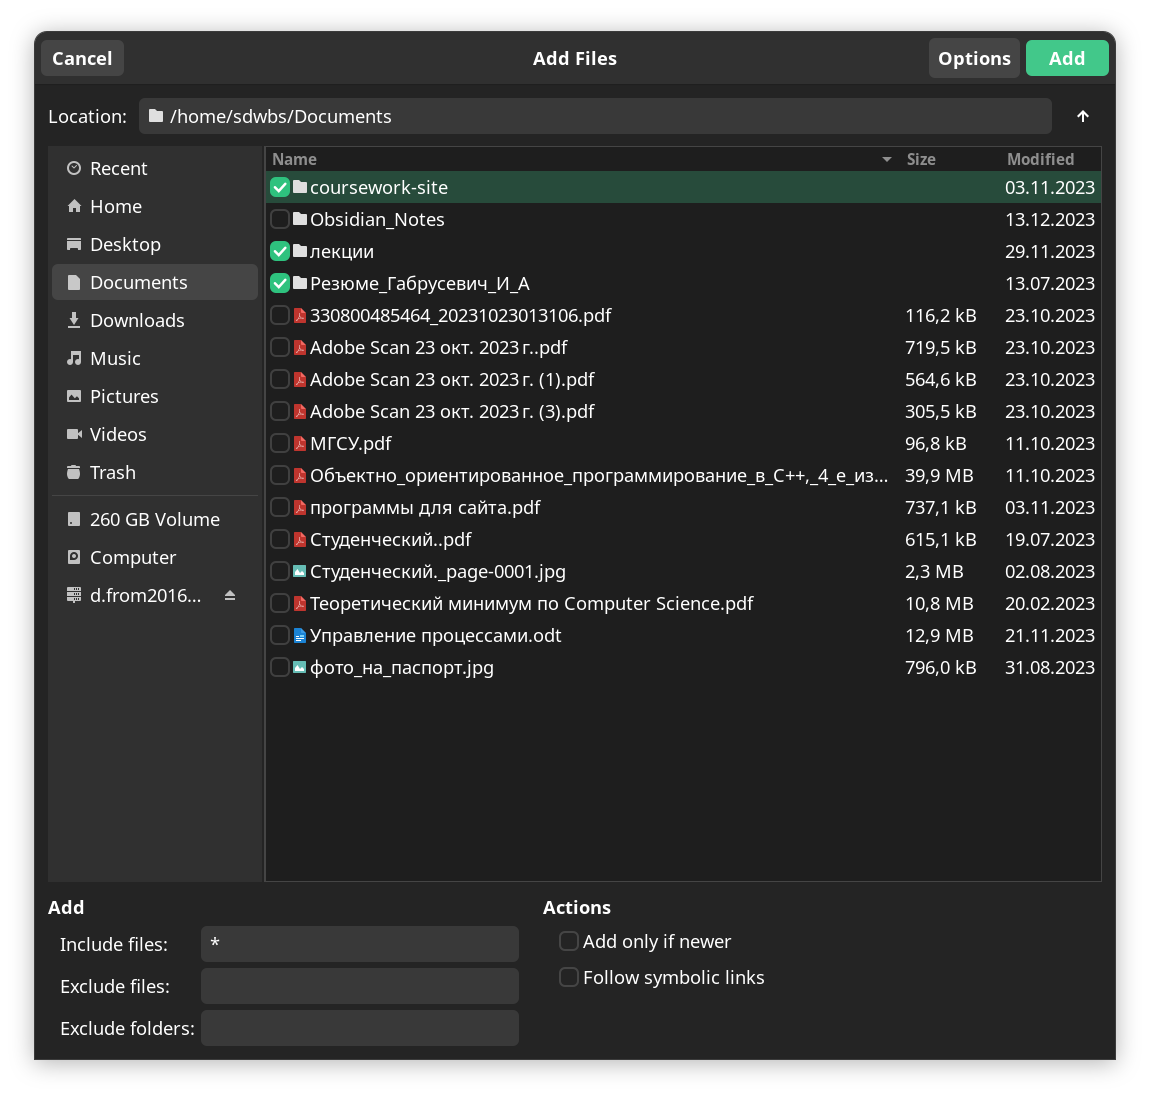 Cancel Add Files Options Add
Location: /home/sdwbs/Documents
Recent
Home
Desktop
Documents
Downloads
Music
Pictures
Videos
Trash
260 GB Volume
Computer
d.from2016...
Name Size Modified
coursework-site 03.11.2023
Obsidian_Notes 13.12.2023
лекции 29.11.2023
Резюме_Габрусевич_И_А 13.07.2023
330800485464_20231023013106.pdf 116,2 kB 23.10.2023
Adobe Scan 23 окт. 2023 г..pdf 719,5 kB 23.10.2023
Adobe Scan 23 окт. 2023 г. (1).pdf 564,6 kB 23.10.2023
Adobe Scan 23 окт. 2023 г. (3).pdf 305,5 kB 23.10.2023
МГСУ.pdf 96,8 kB 11.10.2023
Объектно_ориентированное_программирование_в_С++,_4_е_из... 39,9 MB 11.10.2023
программы для сайта.pdf 737,1 kB 03.11.2023
Студенческий..pdf 615,1 kB 19.07.2023
Студенческий._page-0001.jpg 2,3 MB 02.08.2023
Теоретический минимум по Computer Science.pdf 10,8 MB 20.02.2023
Управление процессами.odt 12,9 MB 21.11.2023
фото_на_паспорт.jpg 796,0 kB 31.08.2023
Add
Include files: *
Exclude files:
Exclude folders:
Actions
Add only if newer
Follow symbolic links